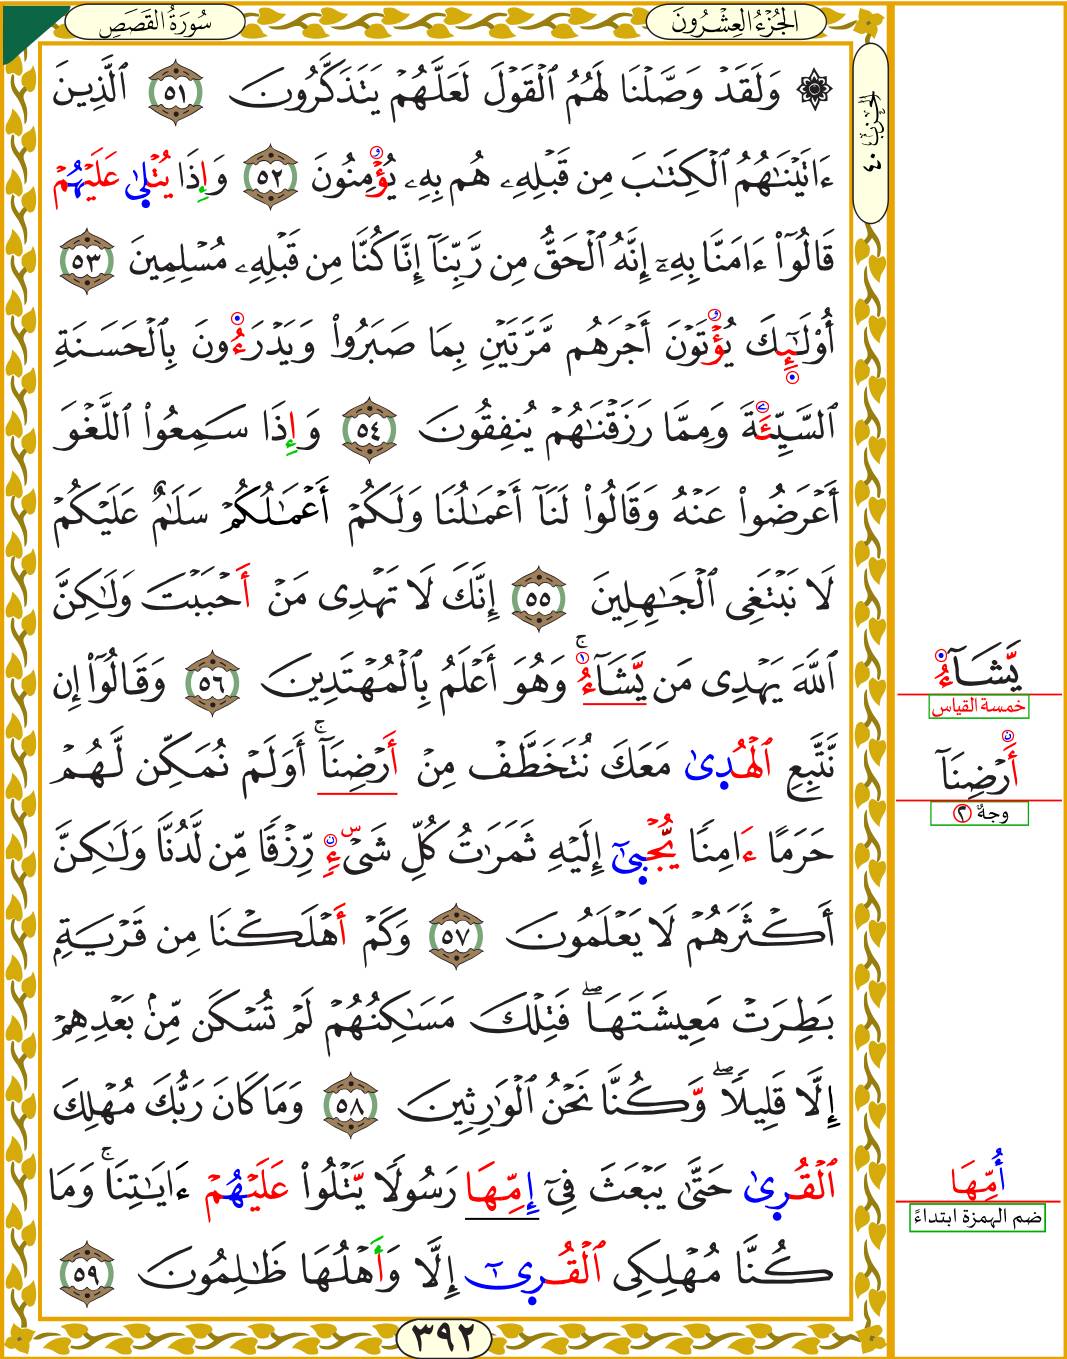 سُورَةُ القَصَصِ
الجُزْءُ العِشْرُونَ
الحِزْبُ ٤٠
۞ وَلَقَدْ وَصَّلْنَا لَهُمُ ٱلْقَوْلَ لَعَلَّهُمْ يَتَذَكَّرُونَ ٥١ ٱلَّذِينَ
ءَاتَيْنَٰهُمُ ٱلْكِتَٰبَ مِن قَبْلِهِۦ هُم بِهِۦ يُؤْمِنُونَ ٥٢ وَإِذَا يُتْلَىٰ عَلَيْهُمْ
قَالُوٓاْ ءَامَنَّا بِهِۦٓ إِنَّهُ ٱلْحَقُّ مِن رَّبِّنَآ إِنَّا كُنَّا مِن قَبْلِهِۦ مُسْلِمِينَ ٥٣
أُوْلَٰٓئِكَ يُؤْتَوْنَ أَجْرَهُم مَّرَّتَيْنِ بِمَا صَبَرُواْ وَيَدْرَءُونَ بِٱلْحَسَنَةِ
ٱلسَّيِّئَةَ وَمِمَّا رَزَقْنَٰهُمْ يُنفِقُونَ ٥٤ وَإِذَا سَمِعُواْ ٱللَّغْوَ
أَعْرَضُواْ عَنْهُ وَقَالُواْ لَنَآ أَعْمَٰلُنَا وَلَكُمْ أَعْمَٰلُكُمْ سَلَٰمٌ عَلَيْكُمْ
لَا نَبْتَغِى ٱلْجَٰهِلِينَ ٥٥ إِنَّكَ لَا تَهْدِى مَنْ أَحْبَبْتَ وَلَٰكِنَّ
ٱللَّهَ يَهْدِى مَن يَّشَآءُ ۚ وَهُوَ أَعْلَمُ بِٱلْمُهْتَدِينَ ٥٦ وَقَالُوٓاْ إِن
نَّتَّبِعِ ٱلْهُدَىٰ مَعَكَ نُتَخَطَّفْ مِنْ أَرْضِنَآ ۚ أَوَلَمْ نُمَكِّن لَّهُمْ
حَرَمًا ءَامِنًا يُّجْبَىٰٓ إِلَيْهِ ثَمَرَٰتُ كُلِّ شَىْءٍ رِّزْقًا مِّن لَّدُنَّا وَلَٰكِنَّ
أَكْثَرَهُمْ لَا يَعْلَمُونَ ٥٧ وَكَمْ أَهْلَكْنَا مِن قَرْيَةٍۭ
بَطِرَتْ مَعِيشَتَهَا ۖ فَتِلْكَ مَسَٰكِنُهُمْ لَمْ تُسْكَن مِّنۢ بَعْدِهِمْ
إِلَّا قَلِيلًا ۖ وَّكُنَّا نَحْنُ ٱلْوَٰرِثِينَ ٥٨ وَمَا كَانَ رَبُّكَ مُهْلِكَ
ٱلْقُرَىٰ حَتَّىٰ يَبْعَثَ فِىٓ إِمِّهَا رَسُولًا يَّتْلُواْ عَلَيْهُمْ ءَايَٰتِنَا ۚ وَمَا
كُنَّا مُهْلِكِى ٱلْقُرَىٰٓ إِلَّا وَأَهْلُهَا ظَٰلِمُونَ ٥٩
٣٩٢
يَّشَآءُ
خمسة القياس
أَرْضِنَآ
وجهٌ ٢
أُمِّهَا
ضم الهمزة ابتداءً